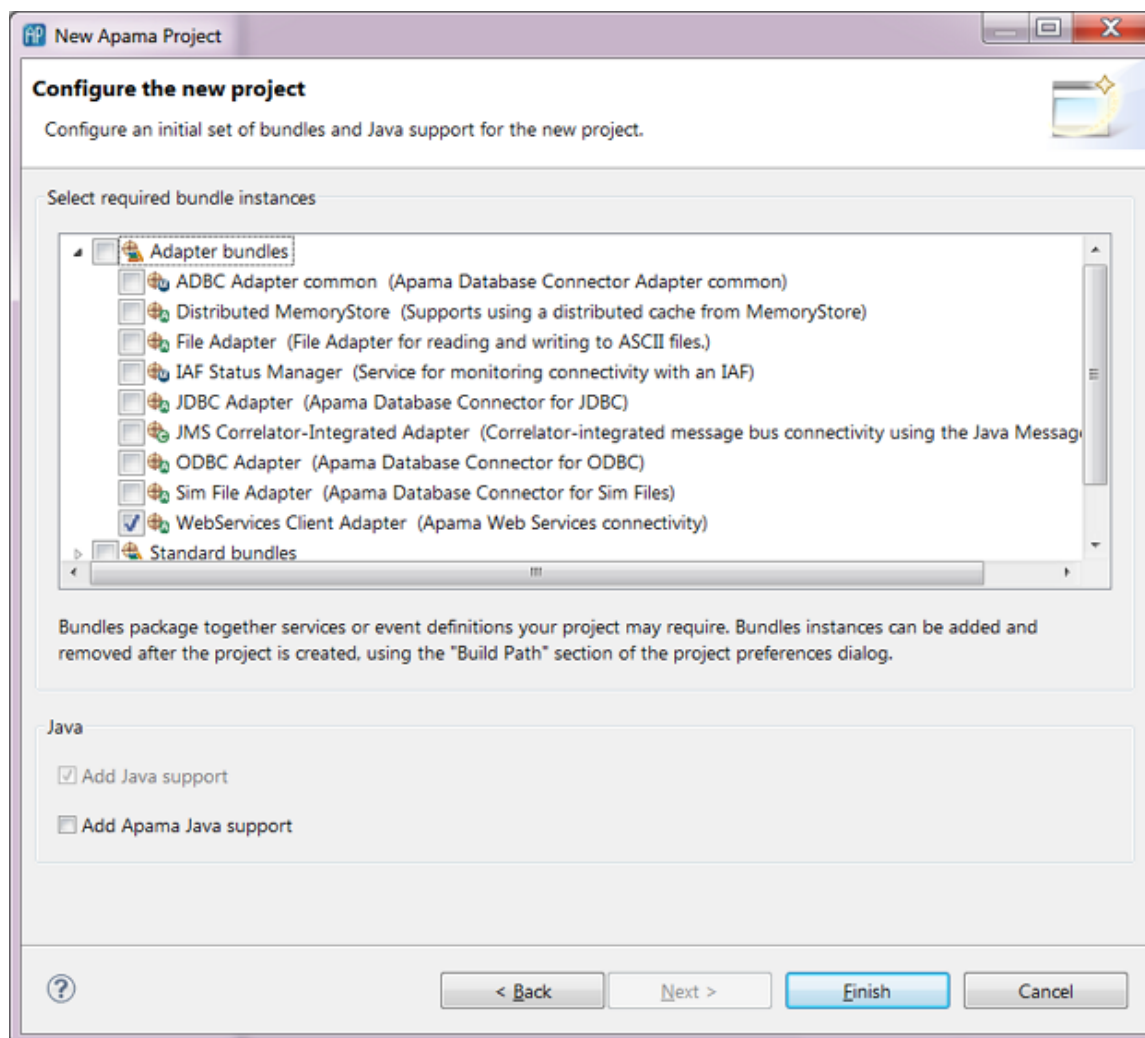 AP New Apama Project
Configure the new project
Configure an initial set of bundles and Java support for the new project.
Select required bundle instances
Adapter bundles
ADBC Adapter common (Apama Database Connector Adapter common)
Distributed MemoryStore (Supports using a distributed cache from MemoryStore)
File Adapter (File Adapter for reading and writing to ASCII files.)
IAF Status Manager (Service for monitoring connectivity with an IAF)
JDBC Adapter (Apama Database Connector for JDBC)
JMS Correlator-Integrated Adapter (Correlator-integrated message bus connectivity using the Java Messag
ODBC Adapter (Apama Database Connector for ODBC)
Sim File Adapter (Apama Database Connector for Sim Files)
WebServices Client Adapter (Apama Web Services connectivity)
Standard bundles
Bundles package together services or event definitions your project may require. Bundles instances can be added and
removed after the project is created, using the "Build Path" section of the project preferences dialog.
Java
Add Java support
Add Apama Java support
? < Back Next > Finish Cancel